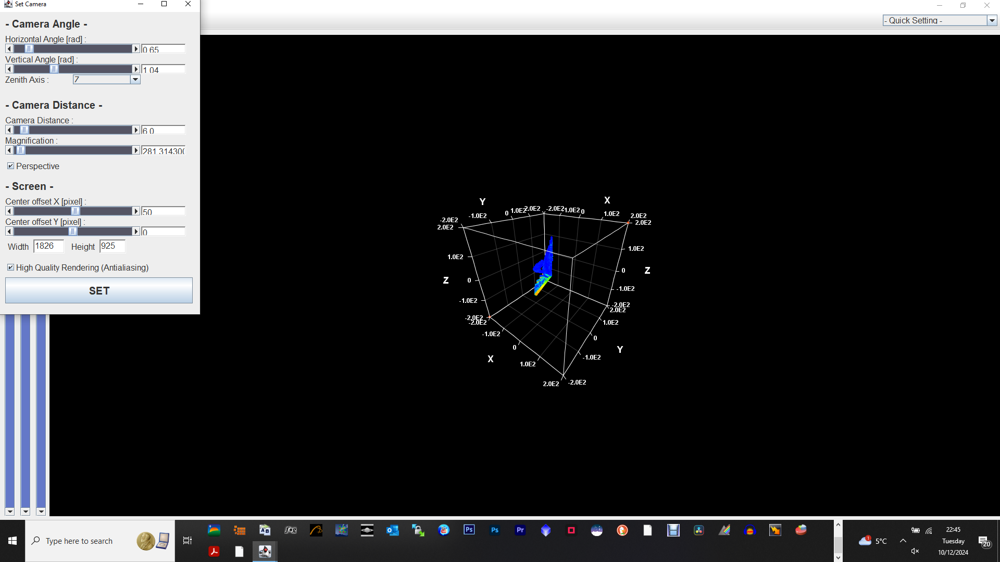 Set Camera
- Quick Setting -
- Camera Angle -
Horizontal Angle [rad] :
0.65
Vertical Angle [rad] :
1.04
Zenith Axis :
- Camera Distance -
Camera Distance :
6.0
Magnification :
281.314300
Perspective
- Screen -
Center offset X [pixel] :
50
Center offset Y [pixel] :
0
Width 1826 Height 925
High Quality Rendering (Antialiasing)
SET
Y
X
-2.0E2 -1.0E2 0 1.0E2 2.0E2
-2.0E2 1.0E2 0 1.0E2 2.0E2
2.0E2
1.0E2
0
-1.0E2
-2.0E2
Z
2.0E2
1.0E2
0
-1.0E2
-2.0E2
Z
-2.0E2
-1.0E2
0
1.0E2
2.0E2
X
2.0E2
1.0E2
0
-1.0E2
-2.0E2
Y
Type here to search
f•g
Ps
Ps
Pr
1
5°C
22:45
Tuesday
10/12/2024
20